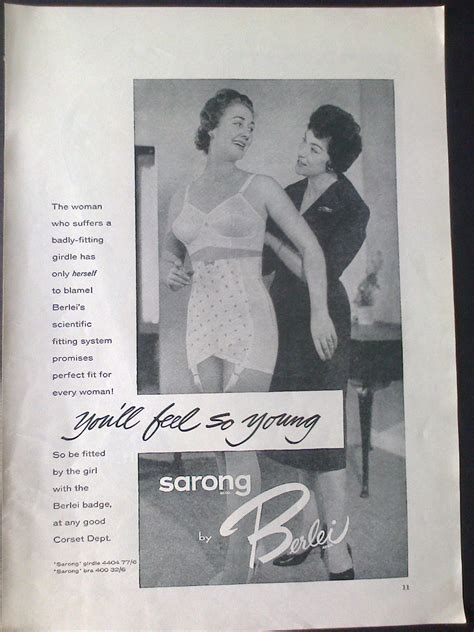 The woman
who suffers a
badly-fitting
girdle has
only herself
to blame!
Berlei's
scientific
fitting system
promises
perfect fit for
every woman!
You'll feel so young
So be fitted
by the girl
with the
Berlei badge,
at any good
Corset Dept.
"Sarong" girdle 4404 77/6
"Sarong" bra 400 32/6
sarong
by Berlei
11